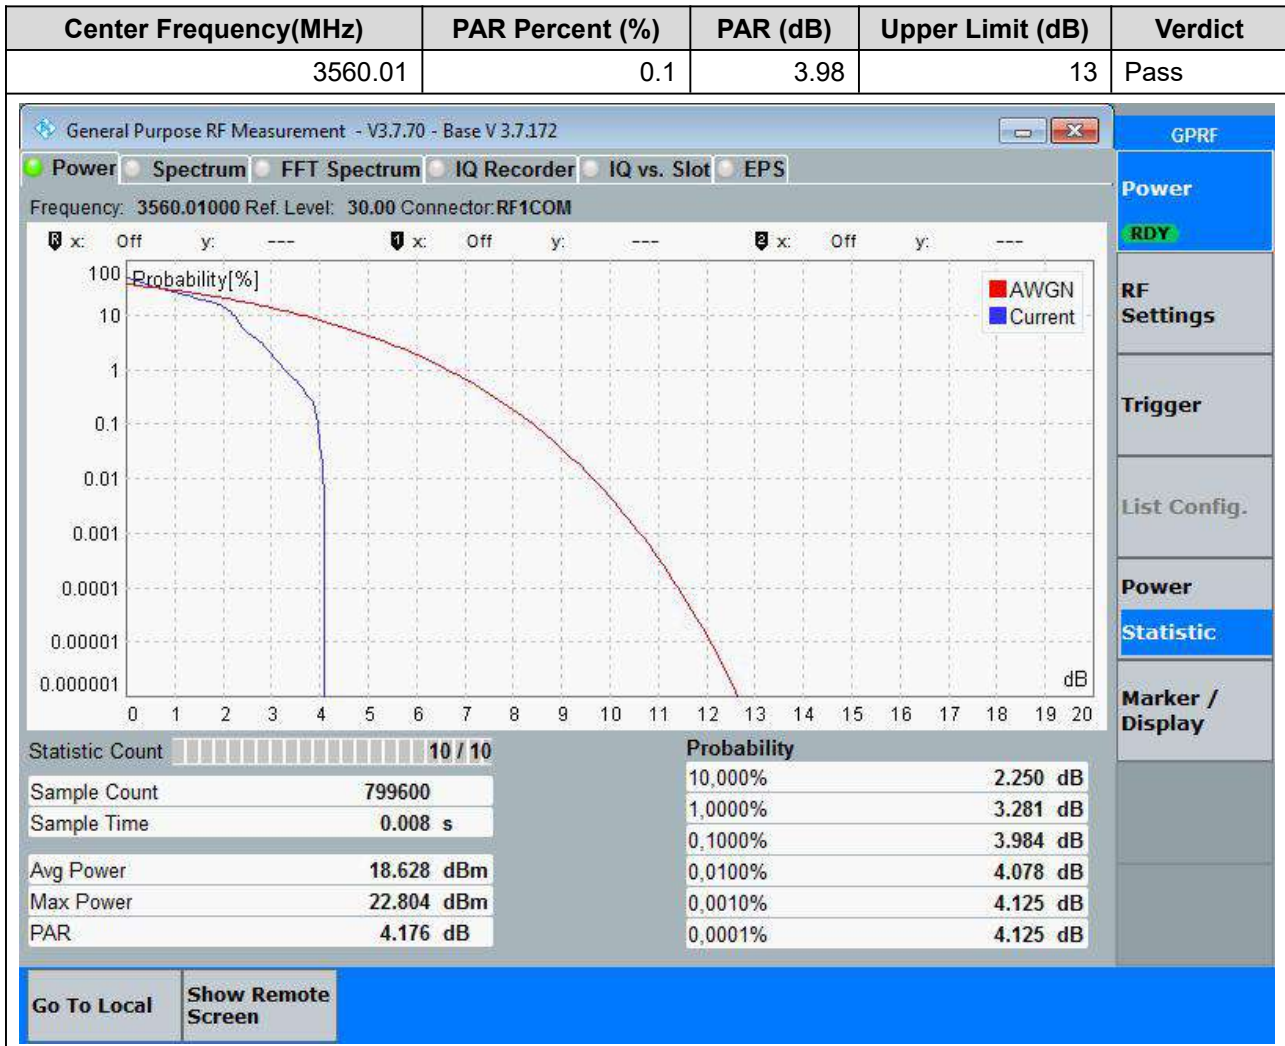 Center Frequency(MHz) PAR Percent (%) PAR (dB) Upper Limit (dB) Verdict
3560.01 0.1 3.98 13 Pass
General Purpose RF Measurement - V3.7.70 - Base V 3.7.172
GPRF
Power Spectrum FFT Spectrum IQ Recorder IQ vs. Slot EPS
Frequency: 3560.01000 Ref. Level: 30.00 Connector:RF1COM
R x: Off y: --- 1 x: Off y: --- 2 x: Off y: ---
Probability[%]
AWGN
Current
100
10
1
0.1
0.01
0.001
0.0001
0.00001
0.000001
dB
0 1 2 3 4 5 6 7 8 9 10 11 12 13 14 15 16 17 18 19 20
Statistic Count 10 / 10
Sample Count 799600
Sample Time 0.008 s
Avg Power 18.628 dBm
Max Power 22.804 dBm
PAR 4.176 dB
Probability
10,000% 2.250 dB
1,0000% 3.281 dB
0,1000% 3.984 dB
0,0100% 4.078 dB
0,0010% 4.125 dB
0,0001% 4.125 dB
Power
RDY
RF
Settings
Trigger
List Config.
Power
Statistic
Marker /
Display
Go To Local
Show Remote
Screen